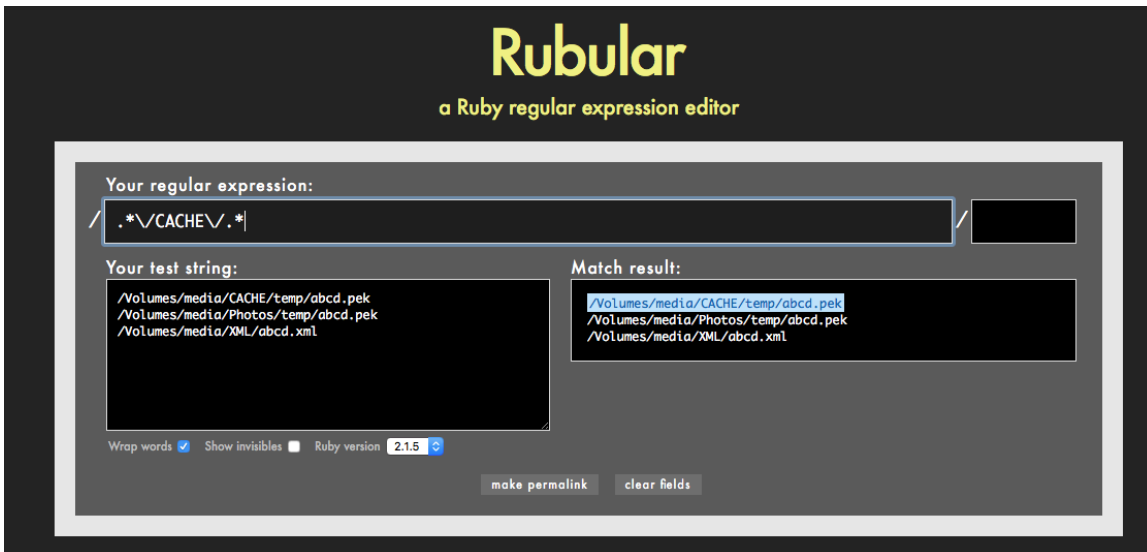 Rubular
a Ruby regular expression editor
Your regular expression:
/ .*\/CACHE\/.* /
Your test string:
/Volumes/media/CACHE/temp/abcd.pek
/Volumes/media/Photos/temp/abcd.pek
/Volumes/media/XML/abcd.xml
Match result:
/Volumes/media/CACHE/temp/abcd.pek
/Volumes/media/Photos/temp/abcd.pek
/Volumes/media/XML/abcd.xml
Wrap words Show invisibles Ruby version 2.1.5
make permalink clear fields